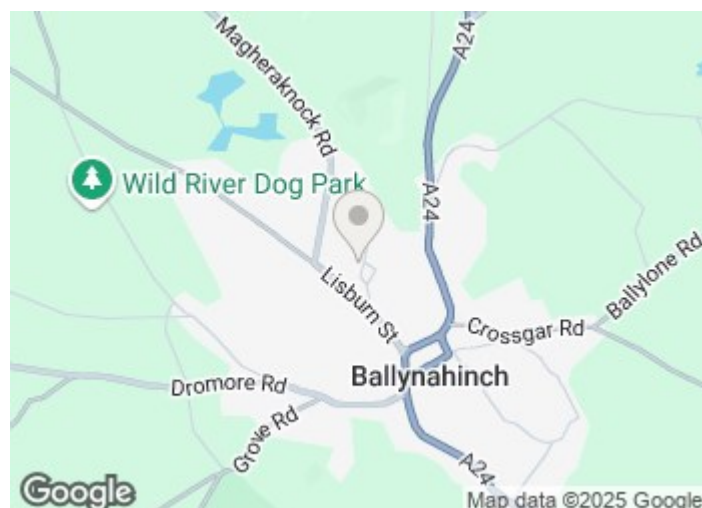 Magheraknock Rd
A24
A24
Wild River Dog Park
A24
Ballylone Rd
Lisburn St
Crossgar Rd
Ballynahinch
Dromore Rd
Grove Rd
A24
Google
Map data ©2025 Google